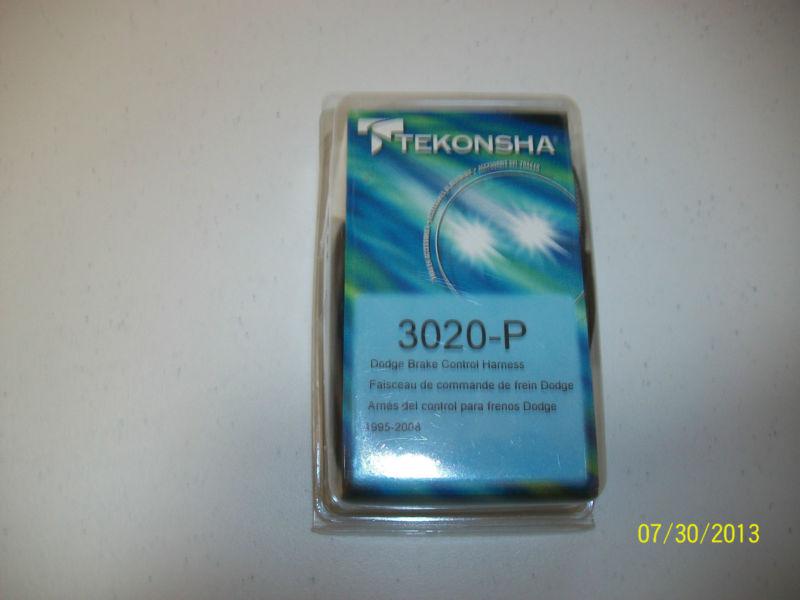 TEKONSHA
3020-P
Dodge Brake Control Harness
Faisceau de commande de frein Dodge
Arnés del control para frenos Dodge
1995-2008
07/30/2013